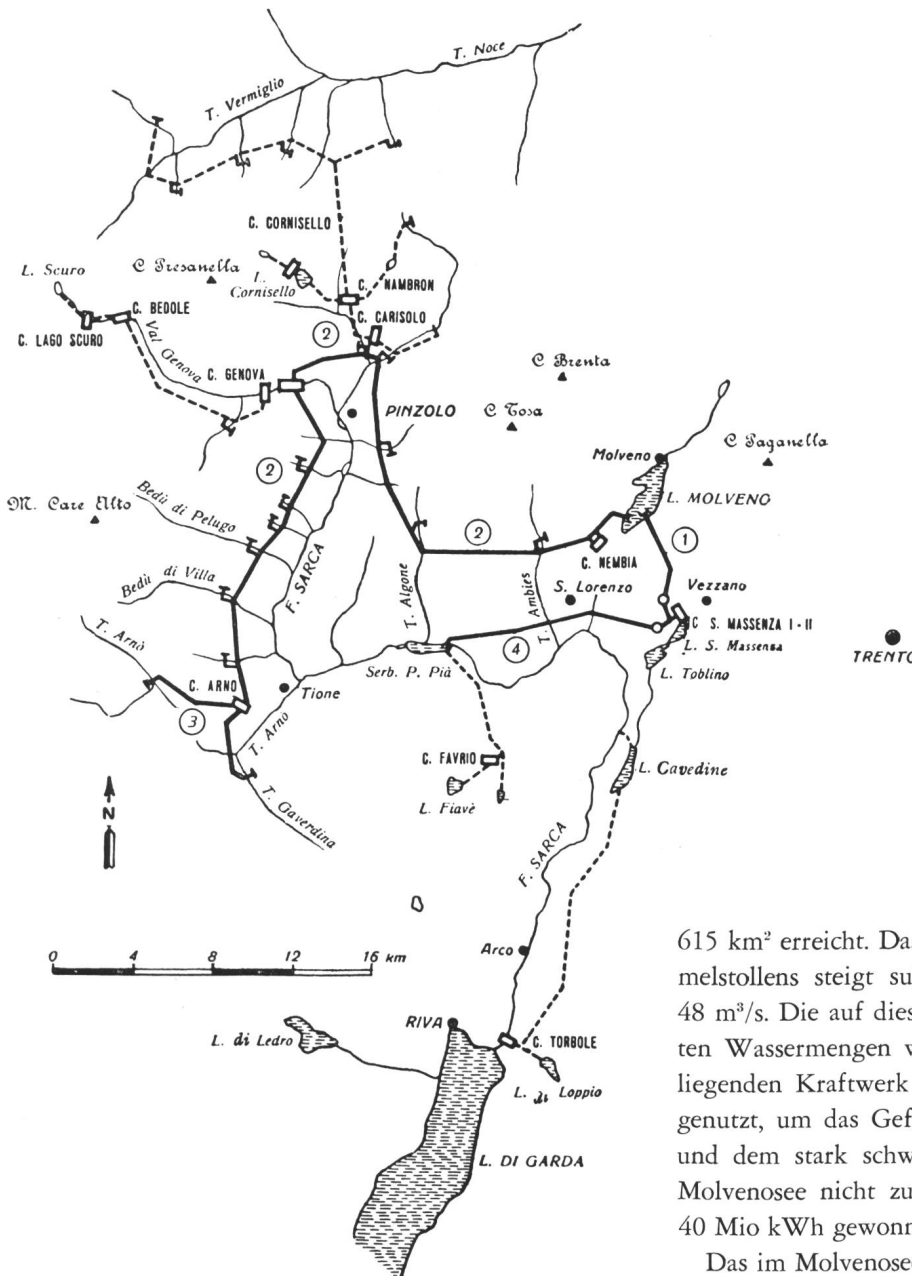 T. Noce
T. Vermiglio
C. CORNISELLO
L. Scuro
C. Presanella
L. Cornisello
C. NAMBRON
C. BEDOLE
C. CARISOLO
C. LAGO SCURO
Val Genova
2
C. GENOVA
C. Brenta
PINZOLO
C. Tosa
Molveno
C. Paganella
2
L. MOLVENO
M. Care Alto
Bedù di Pelugo
2
1
C. NEMBIA
F. SARCA
T. Algone
T. Ambies
S. Lorenzo
Vezzano
Bedù di Villa
C. S. MASSENZA I - II
T. Arnò
4
L. S. Massensa
TRENTO
Serb. P. Pià
L. Toblino
C. ARNO
Tione
3
T. Arnò
C. FAVRIO
L. Cavedine
L. Fiavè
T. Gaverdina
N
F. SARCA
0 4 8 12 16 km
Arco
RIVA
L. di Ledro
C. TORBOLE
L. di Loppio
L. DI GARDA
615 km² erreicht. Da
melstollens steigt su
48 m³/s. Die auf dies
ten Wassermengen v
liegenden Kraftwerk
genutzt, um das Gef
und dem stark schw
Molvenosee nicht zu
40 Mio kWh gewonn
Das im Molvenosee